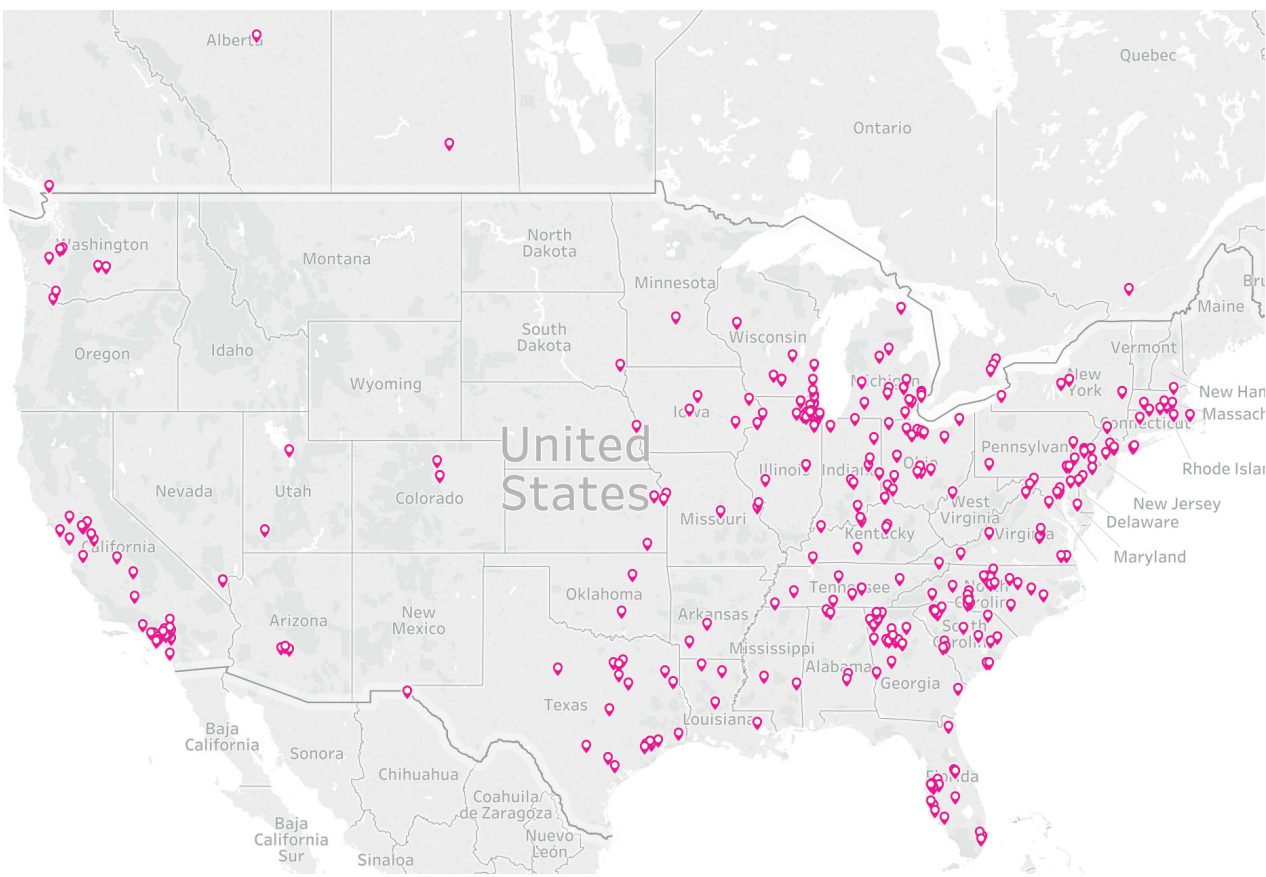 Alberta
Quebec
Ontario
Washington
North
Dakota
Montana
Minnesota
Bru
Maine
South
Dakota
Wisconsin
Oregon
Idaho
Vermont
Wyoming
Michigan
New
York
New Ham
Iowa
Massach
Connecticut
United
States
Pennsylvan
Nevada
Utah
Colorado
Illinois
Indiana
Ohio
Rhode Islan
West
Virginia
New Jersey
Missouri
Delaware
California
Kentucky
Virginia
Maryland
Oklahoma
Tennessee
North
Carolina
Arizona
New
Mexico
Arkansas
South
Carolina
Mississippi
Alabama
Georgia
Texas
Louisiana
Baja
California
Sonora
Chihuahua
Florida
Coahuila
de Zaragoza
Baja
California
Sur
Nuevo
León
Sinaloa